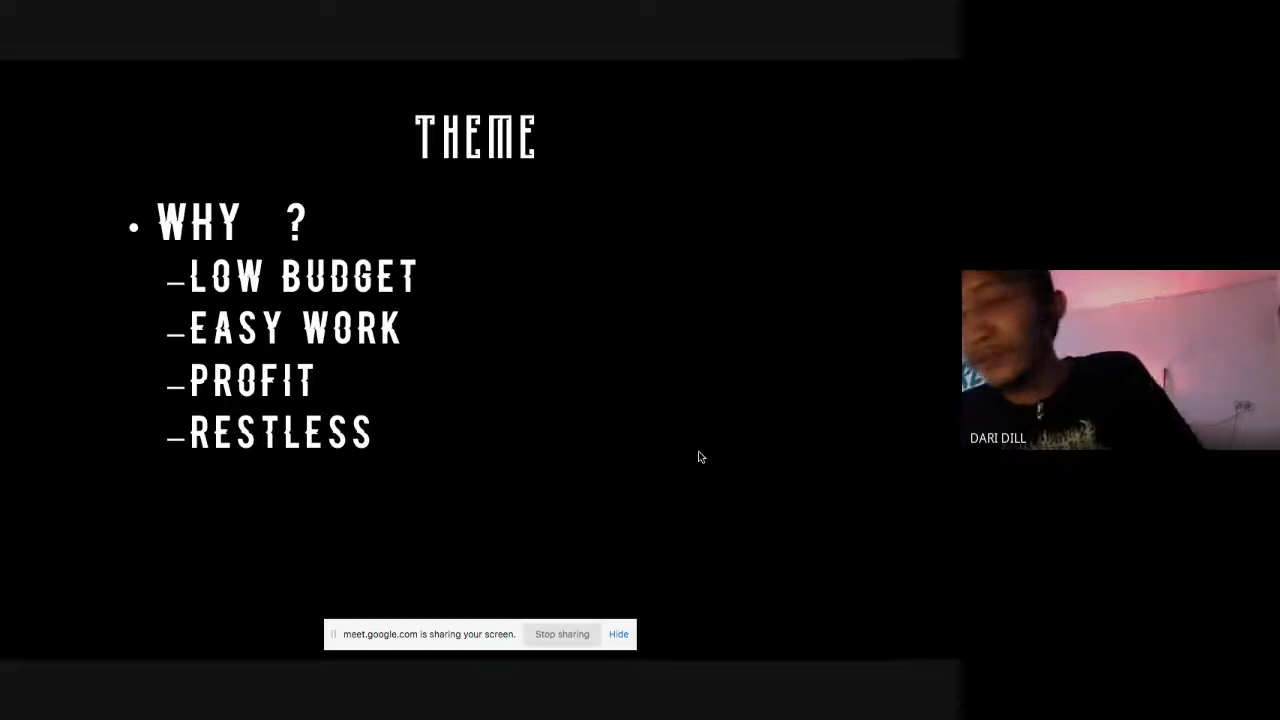 THEME
• WHY ?
–LOW BUDGET
–EASY WORK
–PROFIT
–RESTLESS
DARI DILL
meet.google.com is sharing your screen. Stop sharing Hide